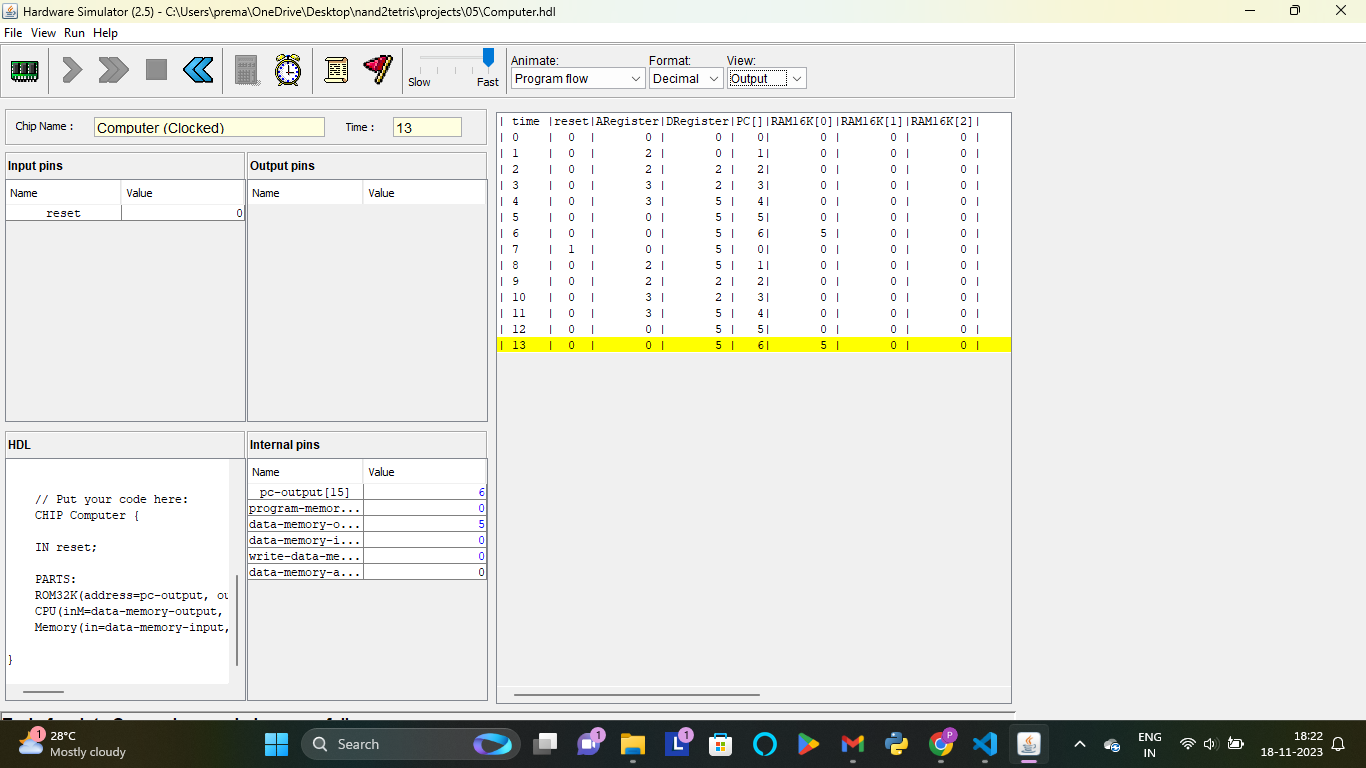 Hardware Simulator (2.5) - C:\Users\prema\OneDrive\Desktop\nand2tetris\projects\05\Computer.hdl
File View Run Help
Slow Fast
Animate: Format: View:
Program flow Decimal Output
Chip Name : Computer (Clocked) Time : 13
Input pins
Name Value
reset 0
Output pins
Name Value
HDL
// Put your code here:
CHIP Computer {
IN reset;
PARTS:
ROM32K(address=pc-output, ou
CPU(inM=data-memory-output,
Memory(in=data-memory-input,
}
Internal pins
Name Value
pc-output[15] 6
program-memor... 0
data-memory-o... 5
data-memory-i... 0
write-data-me... 0
data-memory-a... 0
| time |reset|ARegister|DRegister|PC[]|RAM16K[0]|RAM16K[1]|RAM16K[2]|
| 0 | 0 | 0 | 0 | 0| 0 | 0 | 0 |
| 1 | 0 | 2 | 0 | 1| 0 | 0 | 0 |
| 2 | 0 | 2 | 2 | 2| 0 | 0 | 0 |
| 3 | 0 | 3 | 2 | 3| 0 | 0 | 0 |
| 4 | 0 | 3 | 5 | 4| 0 | 0 | 0 |
| 5 | 0 | 0 | 5 | 5| 0 | 0 | 0 |
| 6 | 0 | 0 | 5 | 6| 5 | 0 | 0 |
| 7 | 1 | 0 | 5 | 0| 0 | 0 | 0 |
| 8 | 0 | 2 | 5 | 1| 0 | 0 | 0 |
| 9 | 0 | 2 | 2 | 2| 0 | 0 | 0 |
| 10 | 0 | 3 | 2 | 3| 0 | 0 | 0 |
| 11 | 0 | 3 | 5 | 4| 0 | 0 | 0 |
| 12 | 0 | 0 | 5 | 5| 0 | 0 | 0 |
| 13 | 0 | 0 | 5 | 6| 5 | 0 | 0 |
1
28°C
Mostly cloudy
Search
1
L 1
P
ENG
IN
18:22
18-11-2023